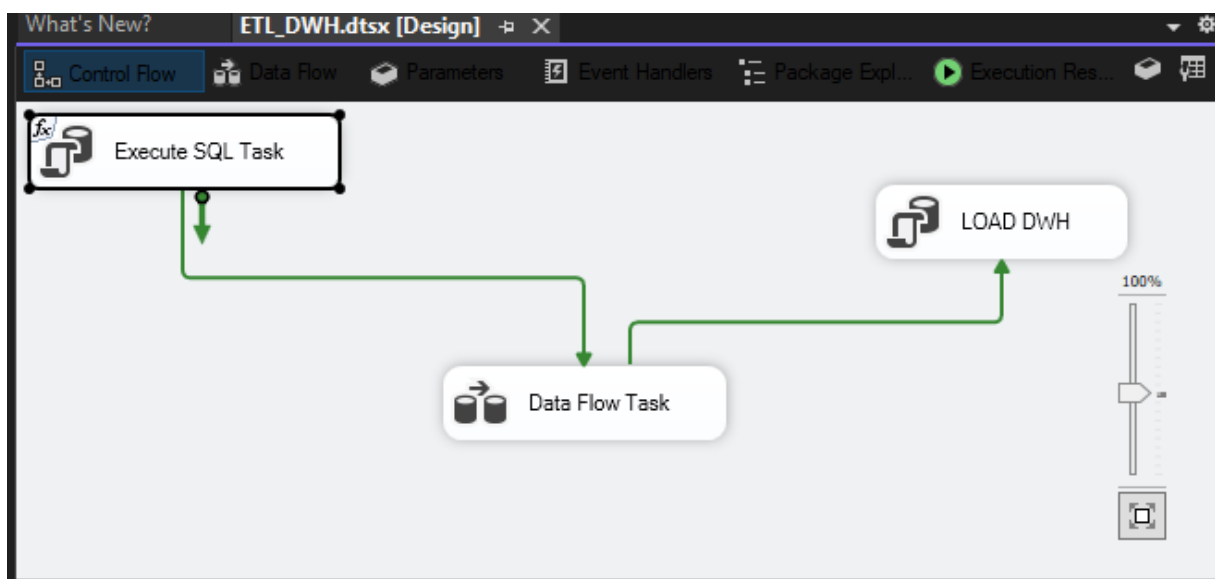 What's New?
ETL_DWH.dtsx [Design]
Control Flow
Data Flow
Parameters
Event Handlers
Package Expl...
Execution Res...
fx
Execute SQL Task
LOAD DWH
100%
Data Flow Task